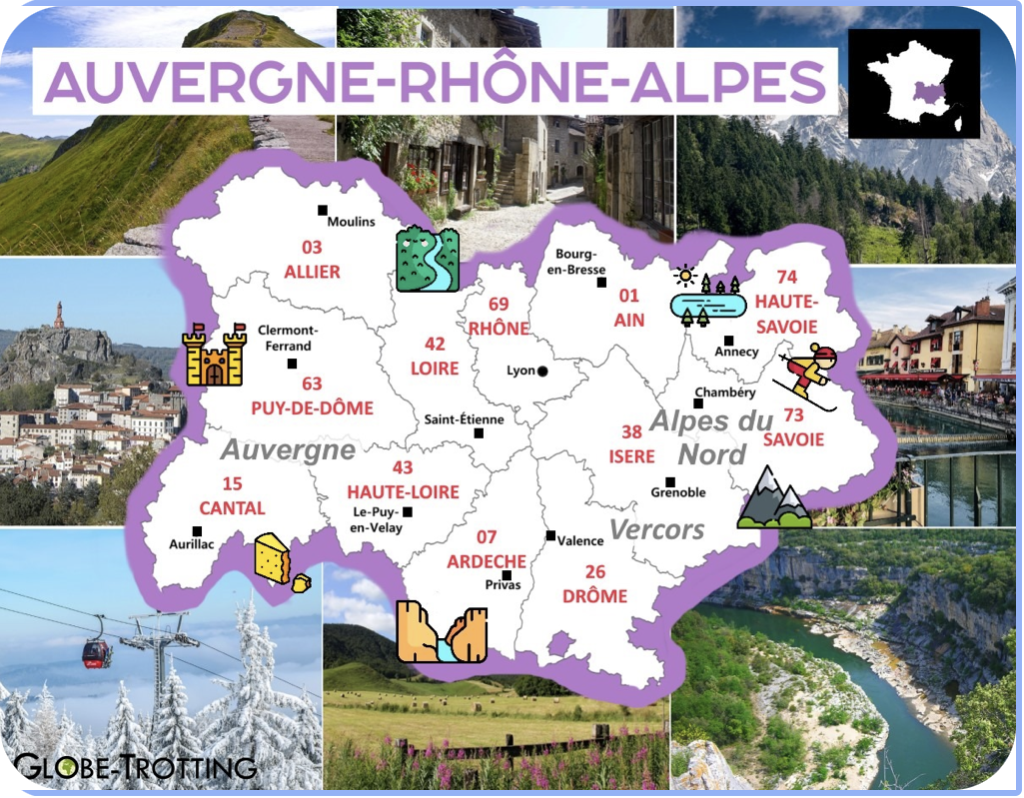 AUVERGNE-RHÔNE-ALPES
Moulins
03
ALLIER
Bourg-
en-Bresse
01
AIN
74
HAUTE-
SAVOIE
Annecy
69
RHÔNE
Clermont-
Ferrand
63
PUY-DE-DÔME
42
LOIRE
Lyon
Chambéry
73
SAVOIE
Alpes du
Nord
Saint-Étienne
38
ISERE
Auvergne
15
CANTAL
43
HAUTE-LOIRE
Le-Puy-
en-Velay
Grenoble
Aurillac
07
ARDECHE
Privas
Valence
Vercors
26
DRÔME
GLOBE-TROTTING